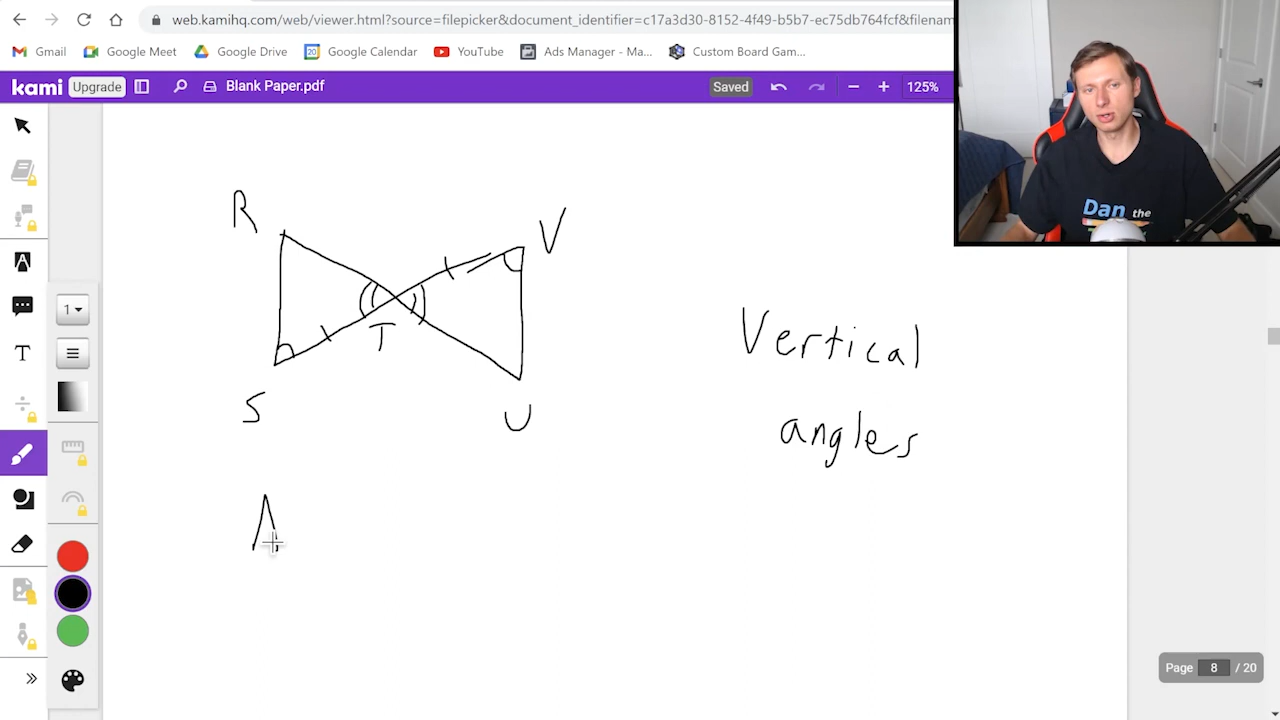 web.kamihq.com/web/viewer.html?source=filepicker&document_identifier=c17a3d30-8152-4f49-b5b7-ec75db764fcf&filenam
Gmail Google Meet Google Drive 20 Google Calendar YouTube Ads Manager - Ma... Custom Board Gam...
kami Upgrade Blank Paper.pdf Saved 125%
R
V
T
S
U
Vertical
angles
A
T
1
Dan the
Page 8 / 20